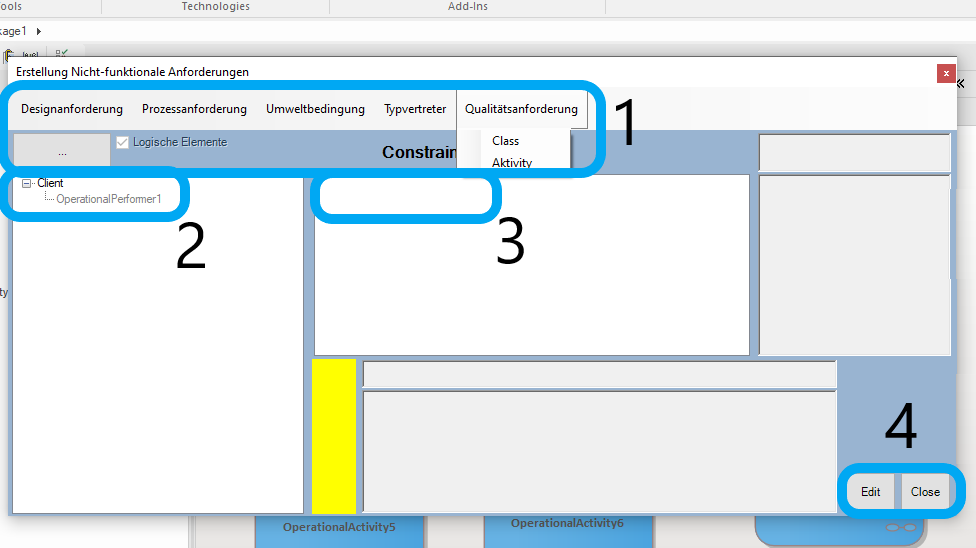 ools
Technologies
Add-Ins
kage1
Erstellung Nicht-funktionale Anforderungen
x
Designanforderung Prozessanforderung Umweltbedingung Typvertreter Qualitätsanforderung
1
... Logische Elemente
Constrain
Class
Aktivity
Client
OperationalPerformer1
2
3
ty
4
Edit Close
OperationalActivity5
OperationalActivity6